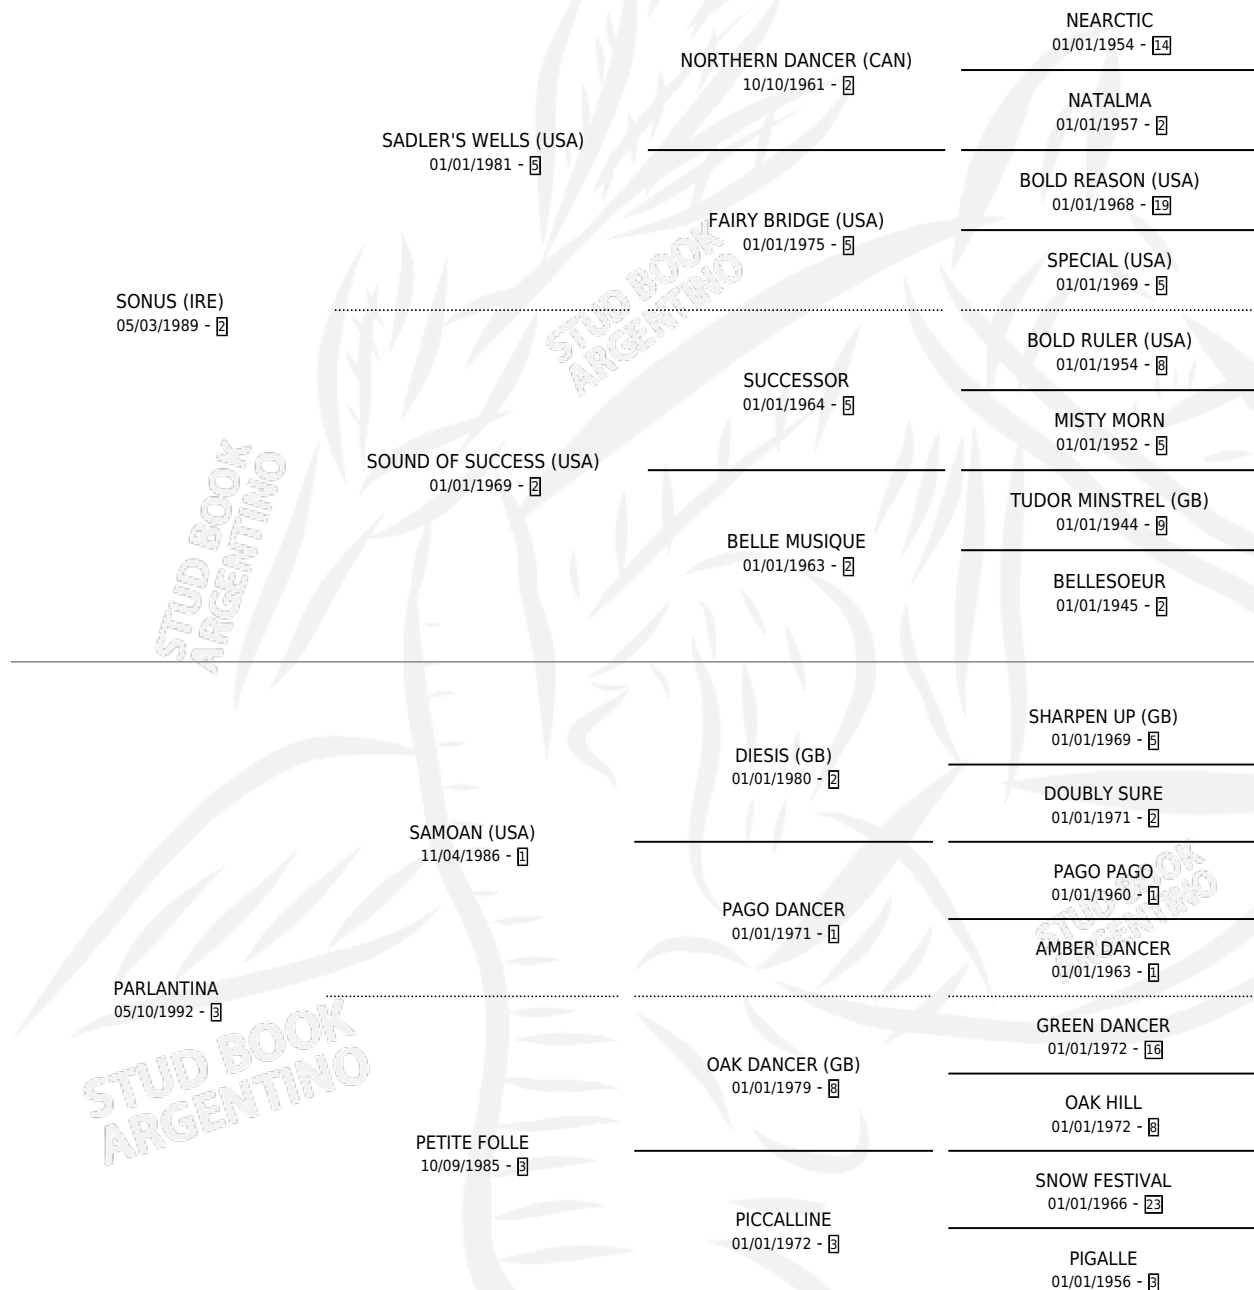 NEARCTIC
01/01/1954 - 14
NORTHERN DANCER (CAN)
10/10/1961 - 2
NATALMA
01/01/1957 - 2
SADLER'S WELLS (USA)
01/01/1981 - 5
BOLD REASON (USA)
01/01/1968 - 19
FAIRY BRIDGE (USA)
01/01/1975 - 5
SPECIAL (USA)
01/01/1969 - 5
SONUS (IRE)
05/03/1989 - 2
STUD BOOK
ARGENTINO
BOLD RULER (USA)
01/01/1954 - 8
SUCCESSOR
01/01/1964 - 5
MISTY MORN
01/01/1952 - 5
SOUND OF SUCCESS (USA)
01/01/1969 - 2
TUDOR MINSTREL (GB)
01/01/1944 - 9
BELLE MUSIQUE
01/01/1963 - 2
BELLESOEUR
01/01/1945 - 2
STUD BOOK
ARGENTINO
SHARPEN UP (GB)
01/01/1969 - 5
DIESIS (GB)
01/01/1980 - 2
DOUBLY SURE
01/01/1971 - 2
SAMOAN (USA)
11/04/1986 - 1
PAGO PAGO
01/01/1960 - 1
PAGO DANCER
01/01/1971 - 1
AMBER DANCER
01/01/1963 - 1
STUD BOOK
ARGENTINO
PARLANTINA
05/10/1992 - 3
GREEN DANCER
01/01/1972 - 16
OAK DANCER (GB)
01/01/1979 - 8
OAK HILL
01/01/1972 - 8
STUD BOOK
ARGENTINO
PETITE FOLLE
10/09/1985 - 3
SNOW FESTIVAL
01/01/1966 - 23
PICCALLINE
01/01/1972 - 3
PIGALLE
01/01/1956 - 3